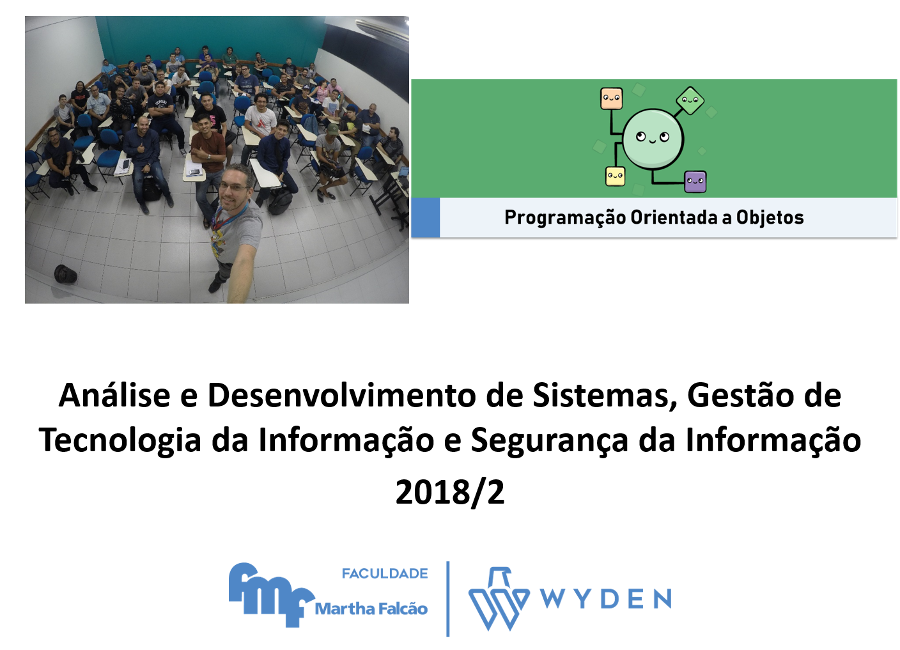 Programação Orientada a Objetos
Análise e Desenvolvimento de Sistemas, Gestão de
Tecnologia da Informação e Segurança da Informação
2018/2
fmf
FACULDADE
Martha Falcão
WYDEN